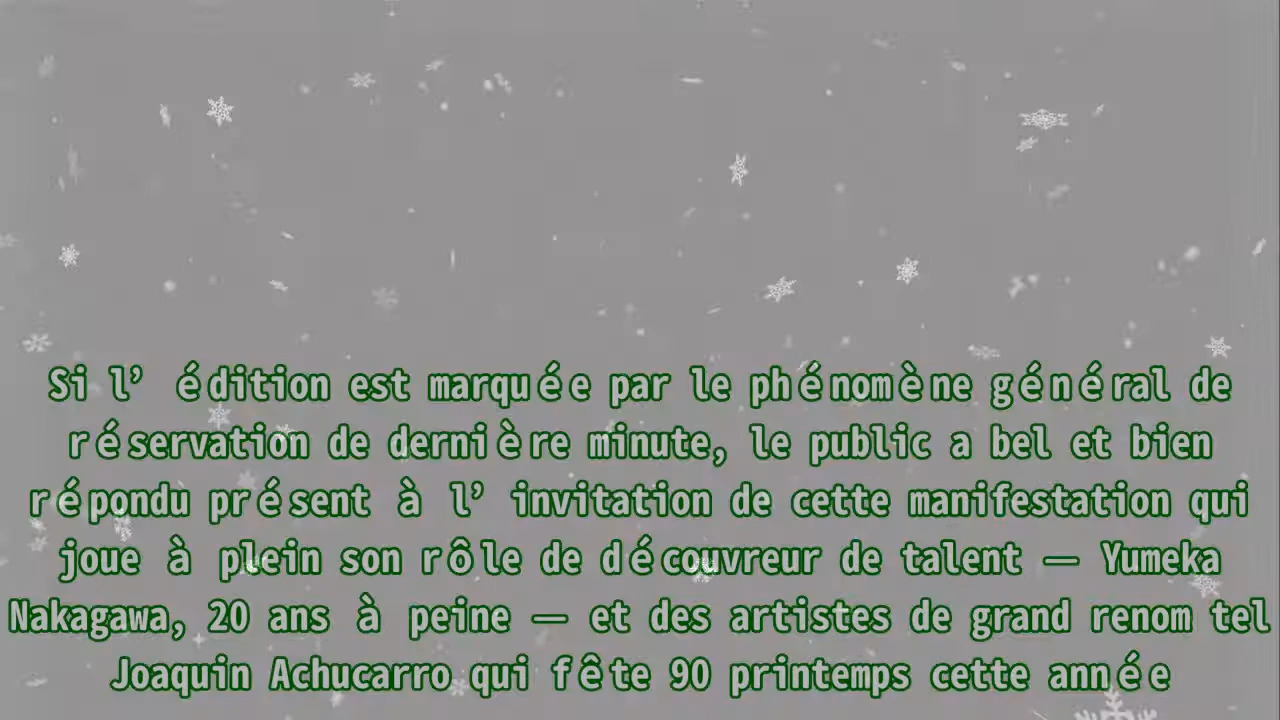 Si l’édition est marquée par le phénomène général de
réservation de dernière minute, le public a bel et bien
répondu présent à l’invitation de cette manifestation qui
joue à plein son rôle de découvreur de talent — Yumeka
Nakagawa, 20 ans à peine — et des artistes de grand renom tel
Joaquin Achucarro qui fête 90 printemps cette année